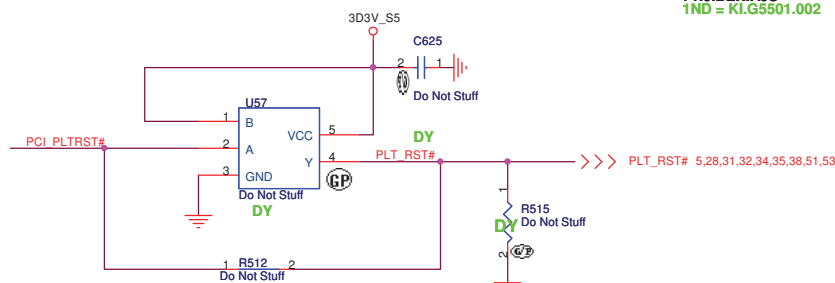 1ND = KI.G5501.002
3D3V_S5
C625
2
1
Do Not Stuff
U57
1
B
VCC
5
DY
PCI_PLTRST#
2
A
Y
4
PLT_RST#
PLT_RST# 5,28,31,32,34,35,38,51,53
3
GND
GP
Do Not Stuff
DY
1
R515
DY
Do Not Stuff
2
G/P
1
R512
2
Do Not Stuff